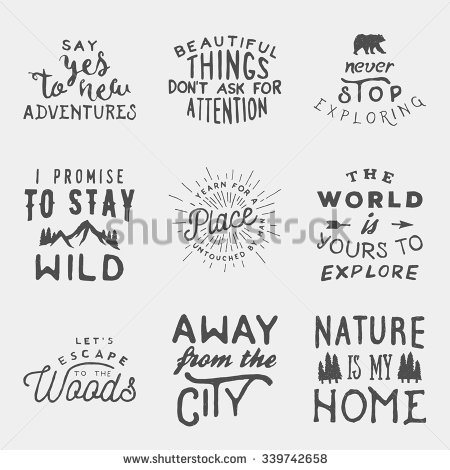 SAY
yes
to new
ADVENTURES
BEAUTIFUL
THINGS
DON'T ASK FOR
ATTENTION
never
STOP
EXPLORING
I PROMISE
TO STAY
WILD
YEARN FOR A
Place
UNTOUCHED BY MAN
THE
WORLD
is
YOURS TO
EXPLORE
LET'S
ESCAPE
TO THE
Woods
AWAY
from the
CITY
NATURE
IS MY
HOME
shutterstock
www.shutterstock.com · 339742658